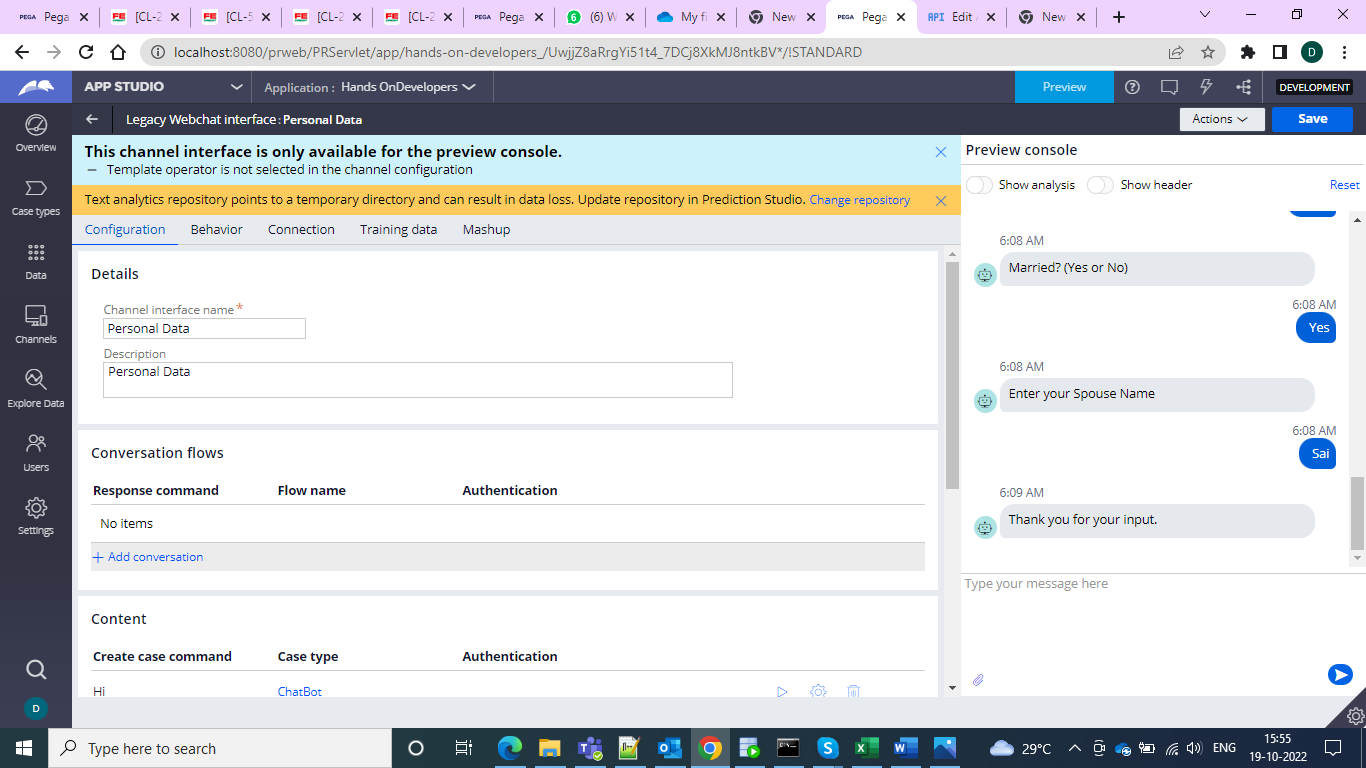 PEGA Pega
FE [CL-2
FE [CL-5
FE [CL-2
FE [CL-2
PEGA Pega
6 (6) W
My fi
New
PEGA Pega
API Edit
New
localhost:8080/prweb/PRServlet/app/hands-on-developers_/UwjjZ8aRrgYi51t4_7DCj8XkMJ8ntkBV*/!STANDARD
D
APP STUDIO
Application : Hands OnDevelopers
Preview
DEVELOPMENT
Legacy Webchat interface: Personal Data
Actions
Save
Overview
Case types
Data
Channels
Explore Data
Users
Settings
D
This channel interface is only available for the preview console.
– Template operator is not selected in the channel configuration
Text analytics repository points to a temporary directory and can result in data loss. Update repository in Prediction Studio. Change repository
Configuration Behavior Connection Training data Mashup
Details
Channel interface name*
Personal Data
Description
Personal Data
Conversation flows
Response command Flow name Authentication
No items
+ Add conversation
Content
Create case command Case type Authentication
Hi ChatBot
Preview console
Show analysis Show header Reset
6:08 AM
Married? (Yes or No)
6:08 AM
Yes
6:08 AM
Enter your Spouse Name
6:08 AM
Sai
6:09 AM
Thank you for your input.
Type your message here
Type here to search
29°C
ENG
15:55
19-10-2022